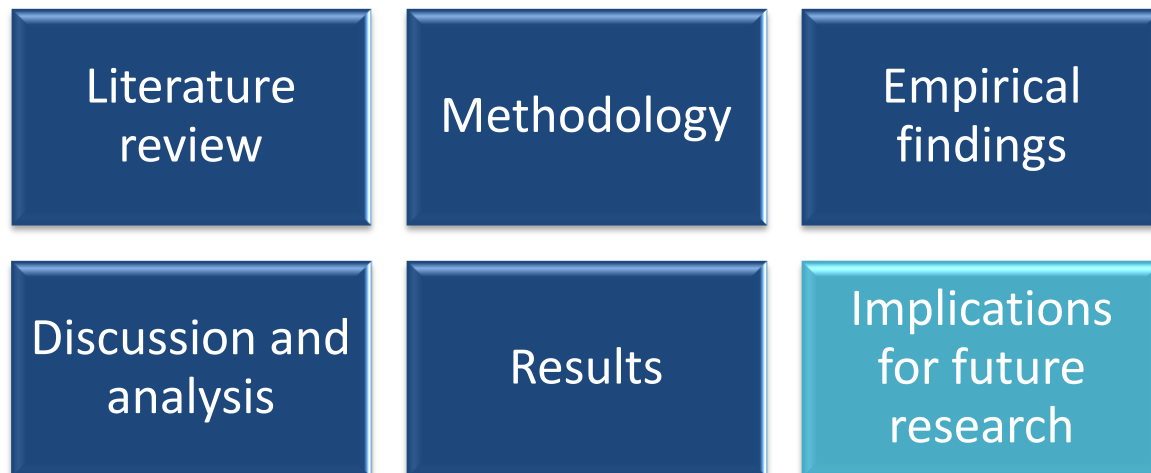 Literature
review
Methodology
Empirical
findings
Discussion and
analysis
Results
Implications
for future
research